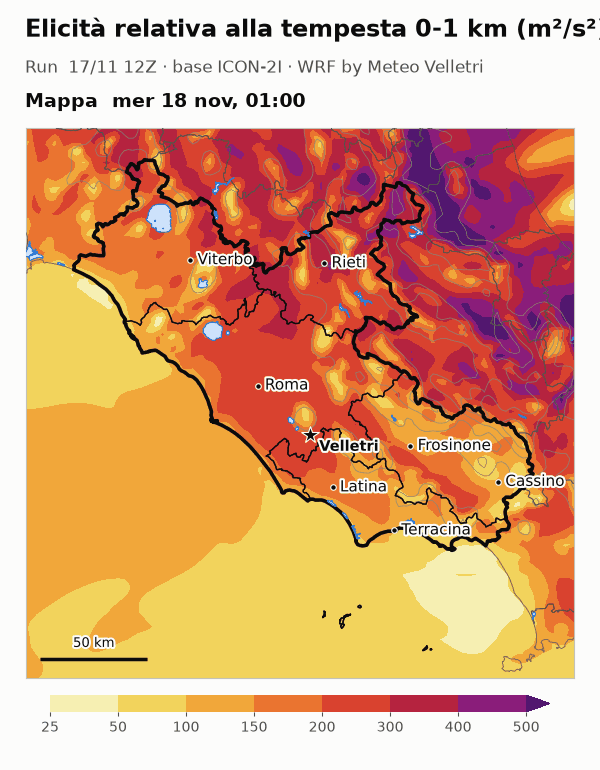 Elicità relativa alla tempesta 0-1 km (m²/s²)
Run 17/11 12Z · base ICON-2I · WRF by Meteo Velletri
Mappa mer 18 nov, 01:00
Viterbo
Rieti
Roma
Velletri
Frosinone
Cassino
Latina
Terracina
50 km
25 50 100 150 200 300 400 500